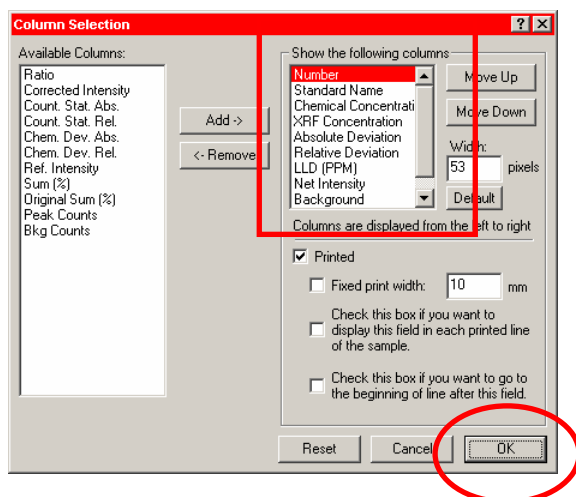 Column Selection
Available Columns:
Ratio
Corrected Intensity
Count. Stat. Abs.
Count. Stat. Rel.
Chem. Dev. Abs.
Chem. Dev. Rel.
Ref. Intensity
Sum (%)
Original Sum (%)
Peak Counts
Bkg Counts
Add ->
<- Remove
Show the following columns
Number
Standard Name
Chemical Concentrati
XRF Concentration
Absolute Deviation
Relative Deviation
LLD (PPM)
Net Intensity
Background
Move Up
Move Down
Width:
53 pixels
Default
Columns are displayed from the left to right
Printed
Fixed print width: 10 mm
Check this box if you want to
display this field in each printed line
of the sample.
Check this box if you want to go to
the beginning of line after this field.
Reset Cancel OK